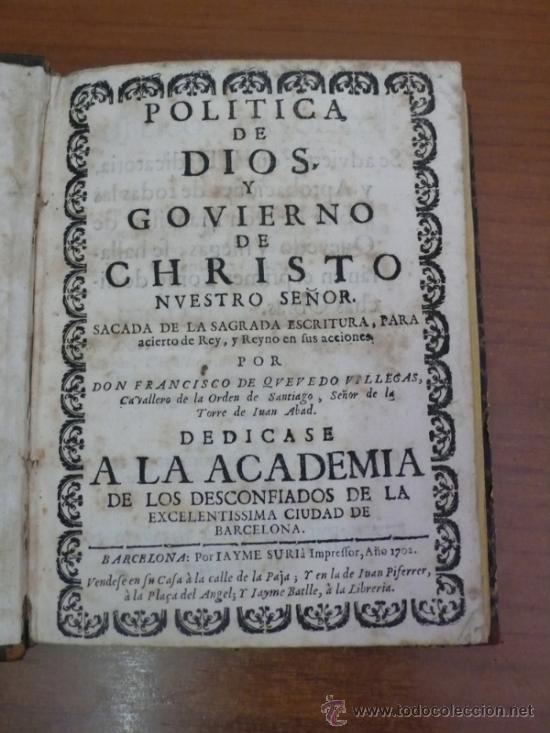 POLITICA
DE
DIOS,
Y
GOVIERNO
DE
CHRISTO
NVESTRO SEÑOR.
SACADA DE LA SAGRADA ESCRITURA, PARA
acierto de Rey, y Reyno en sus acciones.
POR
DON FRANCISCO DE QVEVEDO VILLEGAS,
Cavallero de la Orden de Santiago, Señor de la
Torre de Iuan Abad.
DEDICASE
A LA ACADEMIA
DE LOS DESCONFIADOS DE LA
EXCELENTISSIMA CIUDAD DE
BARCELONA.
BARCELONA: Por IAYME SURIà Impressor, Año 1702.
Vendese en su Casa à la calle de la Paja; Y en la de Iuan Piferrer,
à la Plaça del Angel; Y Iayme Batlle, à la Libreria.
www.todocoleccion.net